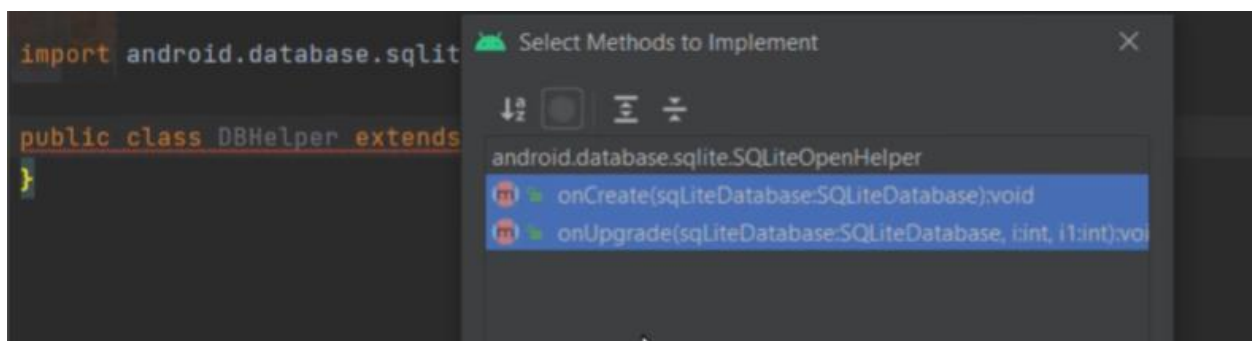 import android.database.sqlit
public class DBHelper extends
}
Select Methods to Implement
android.database.sqlite.SQLiteOpenHelper
m onCreate(sqLiteDatabase:SQLiteDatabase):void
m onUpgrade(sqLiteDatabase:SQLiteDatabase, i:int, i1:int):voi